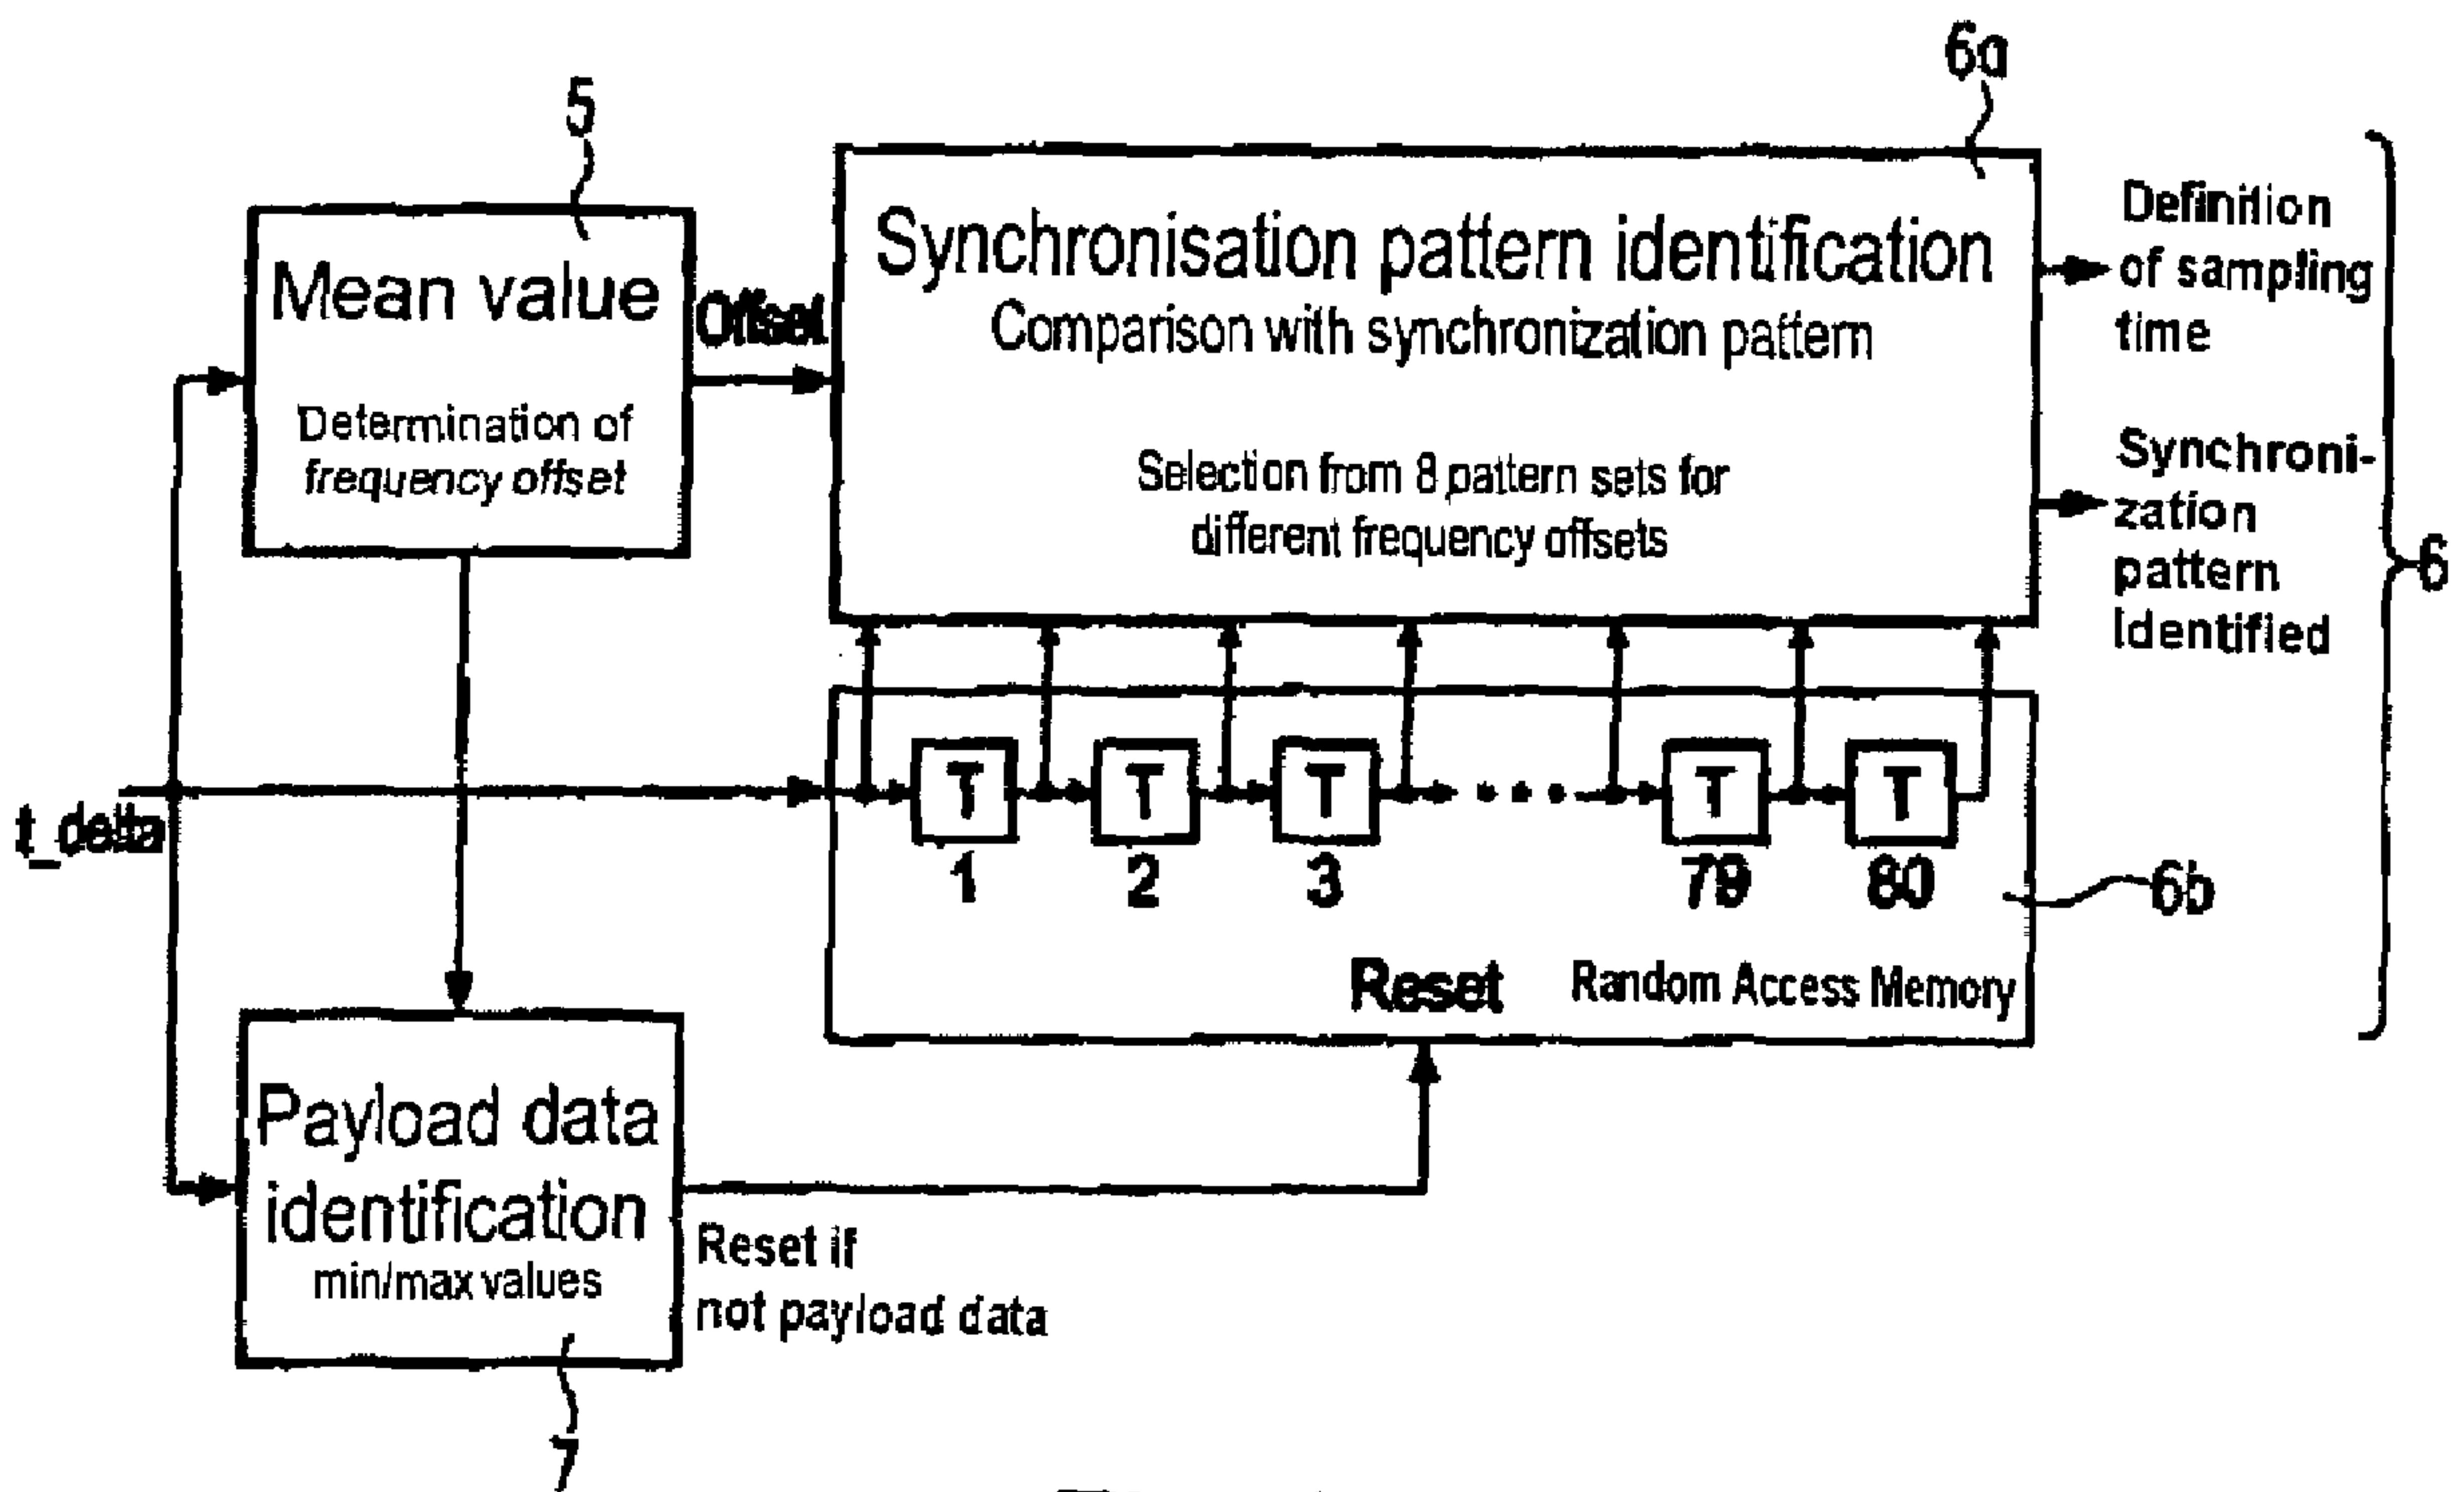 5
6a
Mean value
Determination of
frequency offset
Offset
Synchronisation pattern identification
Comparison with synchronization pattern
Selection from 8 pattern sets for
different frequency offsets
Definition
of sampling
time
Synchroni-
zation
pattern
Identified
6
t_delta
T
T
T
T
T
1
2
3
79
80
6b
Reset
Random Access Memory
Payload data
identification
min/max values
Reset if
not payload data
7